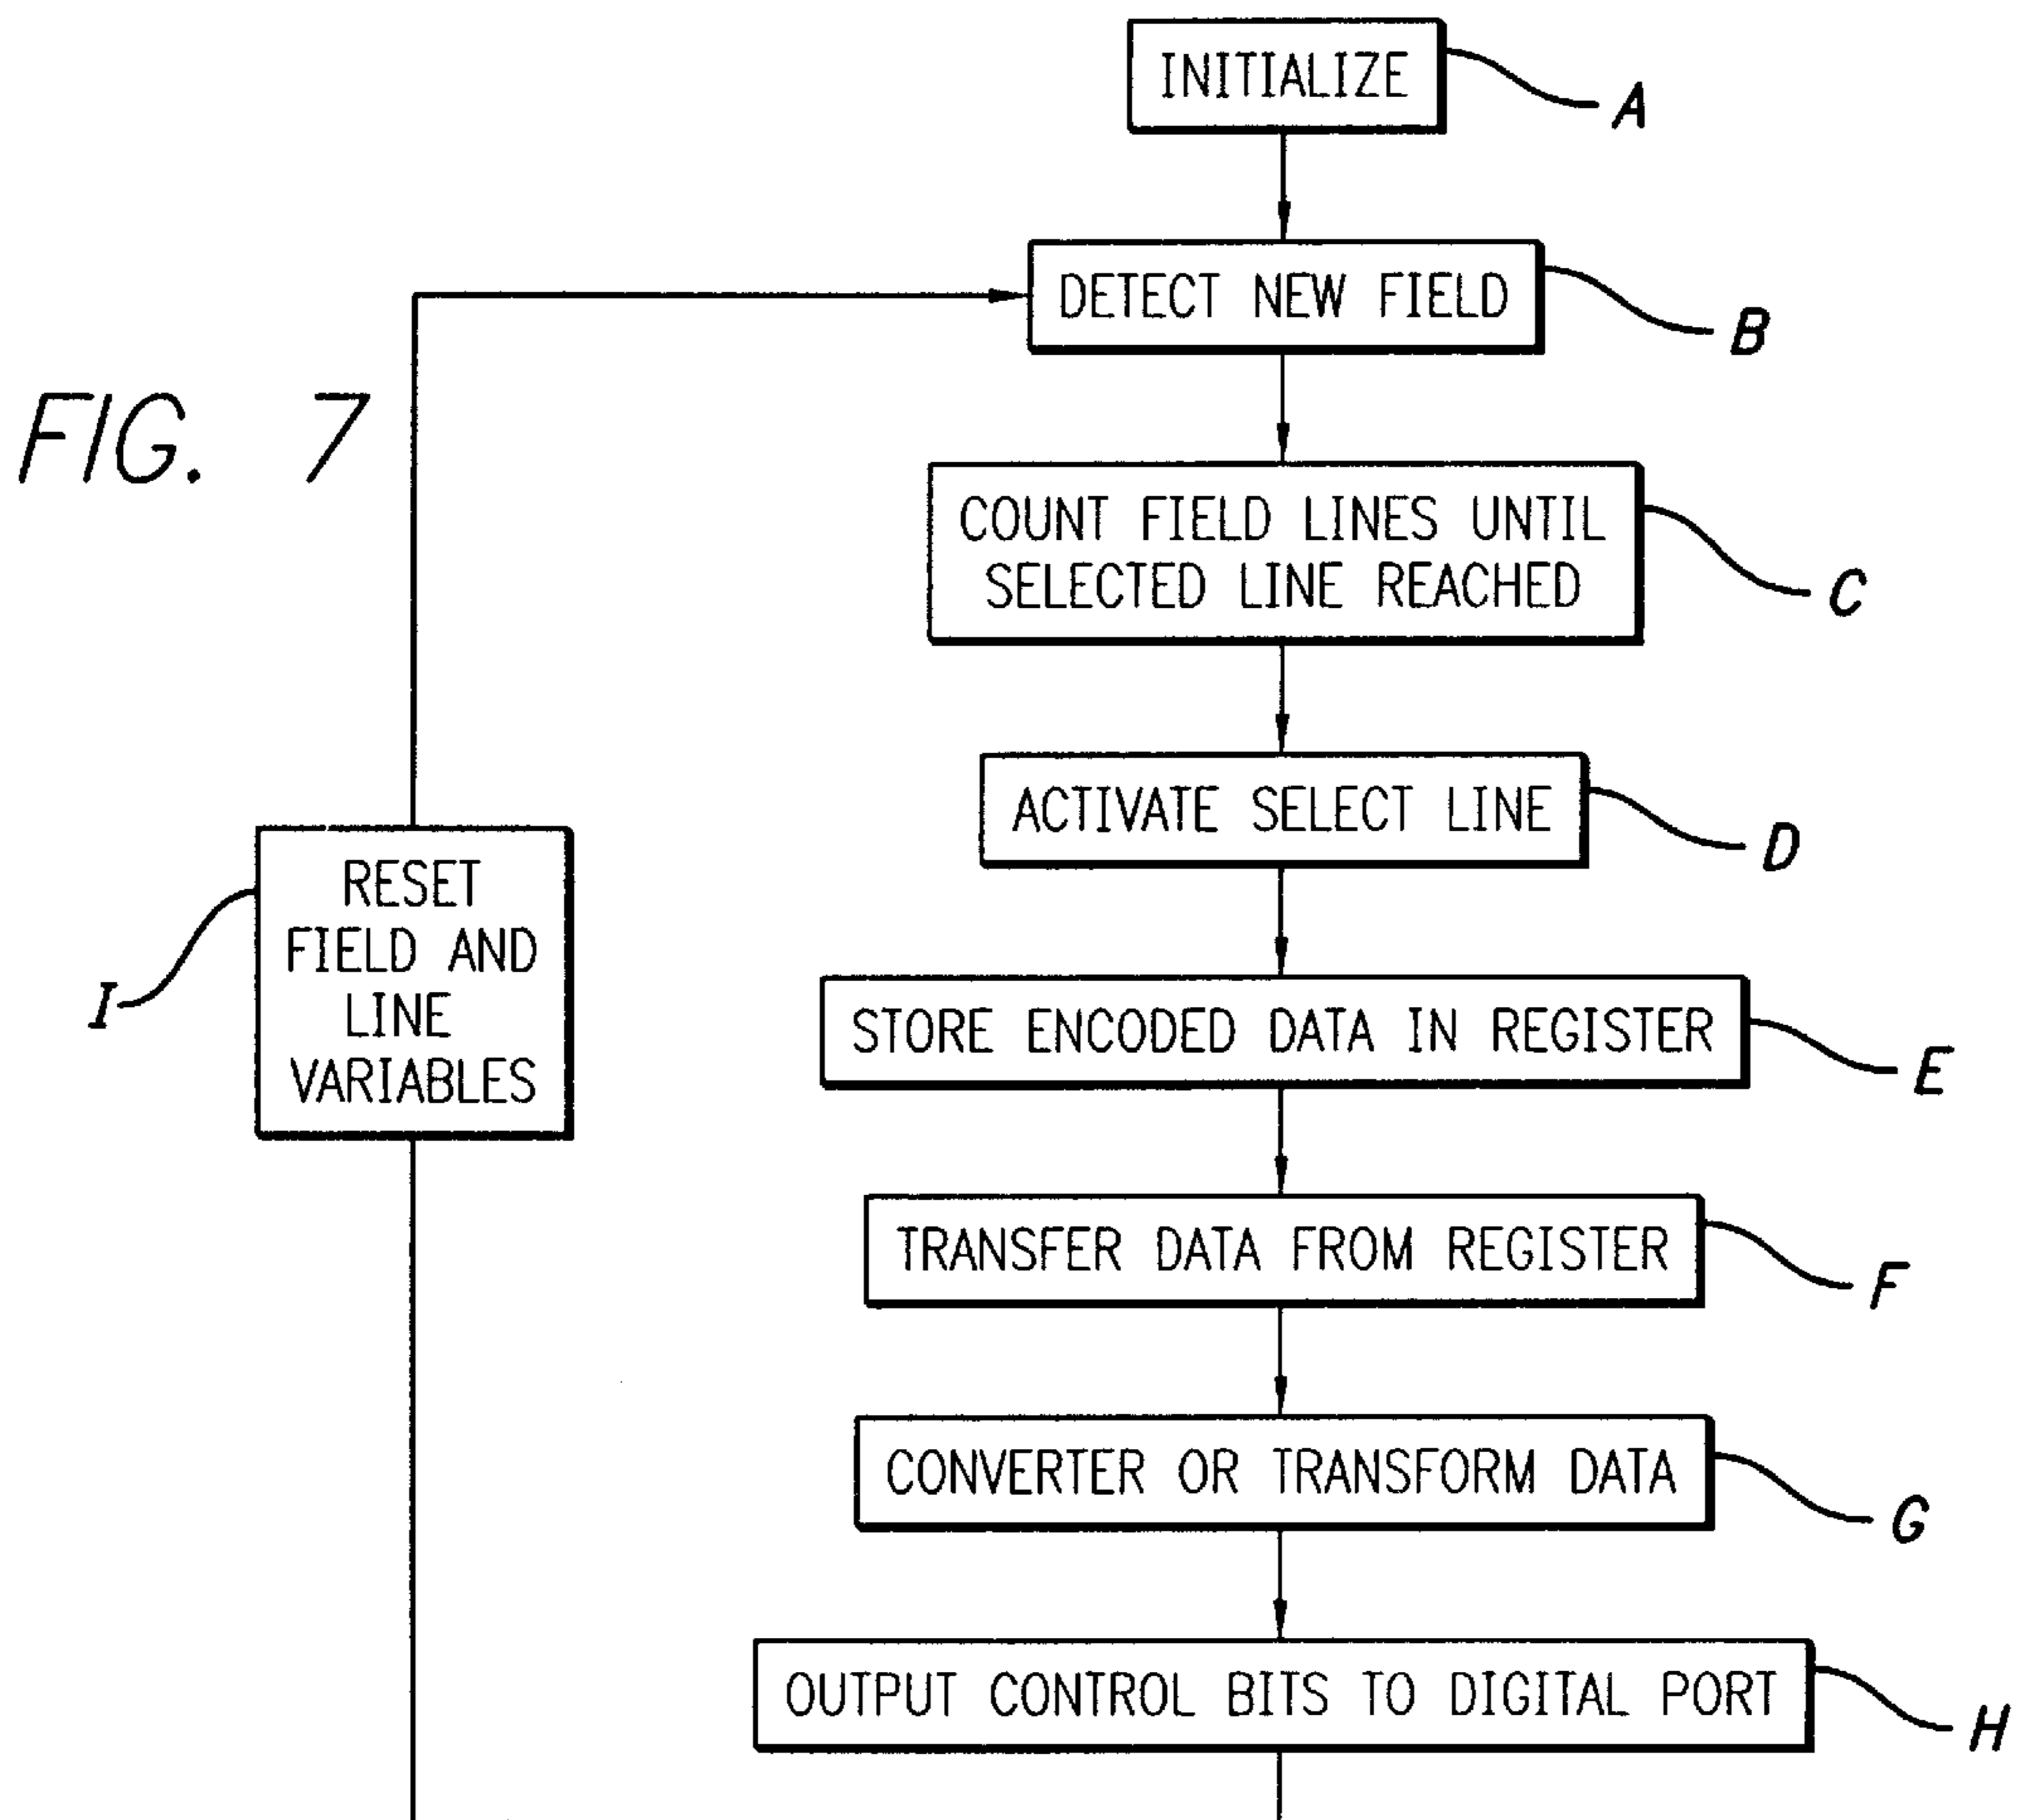 INITIALIZE
A
DETECT NEW FIELD
B
FIG. 7
COUNT FIELD LINES UNTIL
SELECTED LINE REACHED
C
ACTIVATE SELECT LINE
D
RESET
FIELD AND
LINE
VARIABLES
I
STORE ENCODED DATA IN REGISTER
E
TRANSFER DATA FROM REGISTER
F
CONVERTER OR TRANSFORM DATA
G
OUTPUT CONTROL BITS TO DIGITAL PORT
H